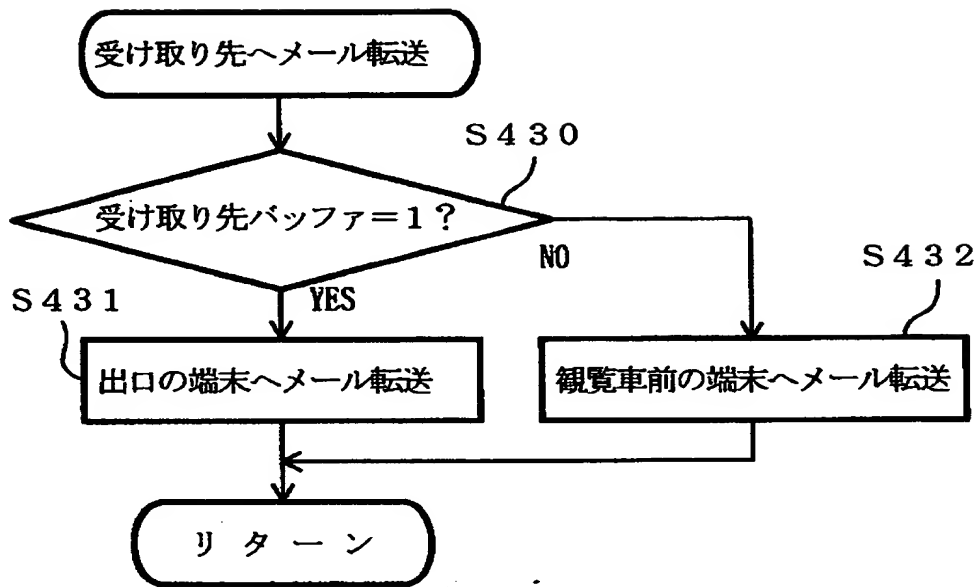 受け取り先へメール転送
S430
受け取り先バッファ=1?
NO
S432
S431
YES
出口の端末へメール転送
観覧車前の端末へメール転送
リターン